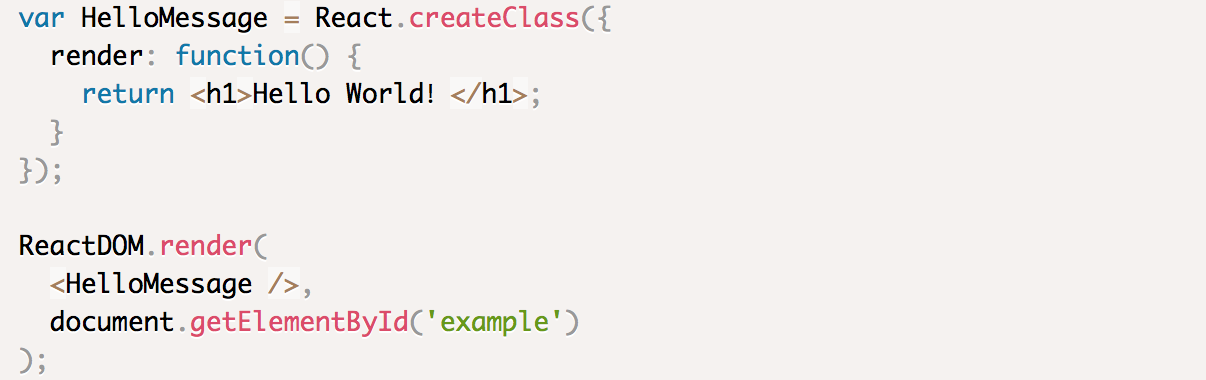 var HelloMessage = React.createClass({
  render: function() {
    return <h1>Hello World! </h1>;
  }
});

ReactDOM.render(
  <HelloMessage />,
  document.getElementById('example')
);